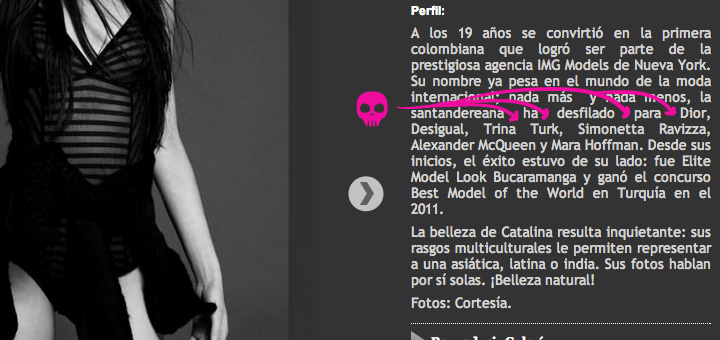 Perfil:
A los 19 años se convirtió en la primera
colombiana que logró ser parte de la
prestigiosa agencia IMG Models de Nueva York.
Su nombre ya pesa en el mundo de la moda
internacional; nada más y nada menos, la
santandereana ha desfilado para Dior,
Desigual, Trina Turk, Simonetta Ravizza,
Alexander McQueen y Mara Hoffman. Desde sus
inicios, el éxito estuvo de su lado: fue Elite
Model Look Bucaramanga y ganó el concurso
Best Model of the World en Turquía en el
2011.
La belleza de Catalina resulta inquietante: sus
rasgos multiculturales le permiten representar
a una asiática, latina o india. Sus fotos hablan
por sí solas. ¡Belleza natural!
Fotos: Cortesía.